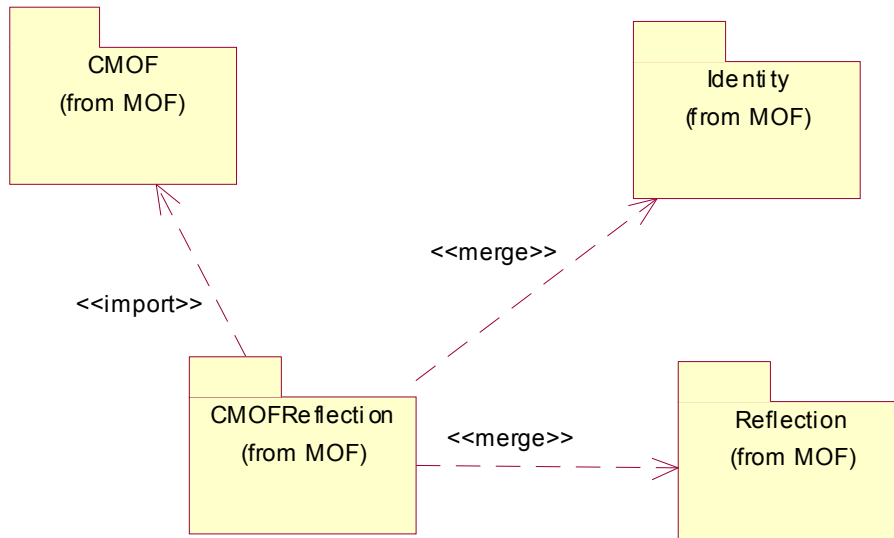 CMOF
(from MOF)
Identity
(from MOF)
<<merge>>
<<import>>
CMOFReflection
(from MOF)
<<merge>>
Reflection
(from MOF)